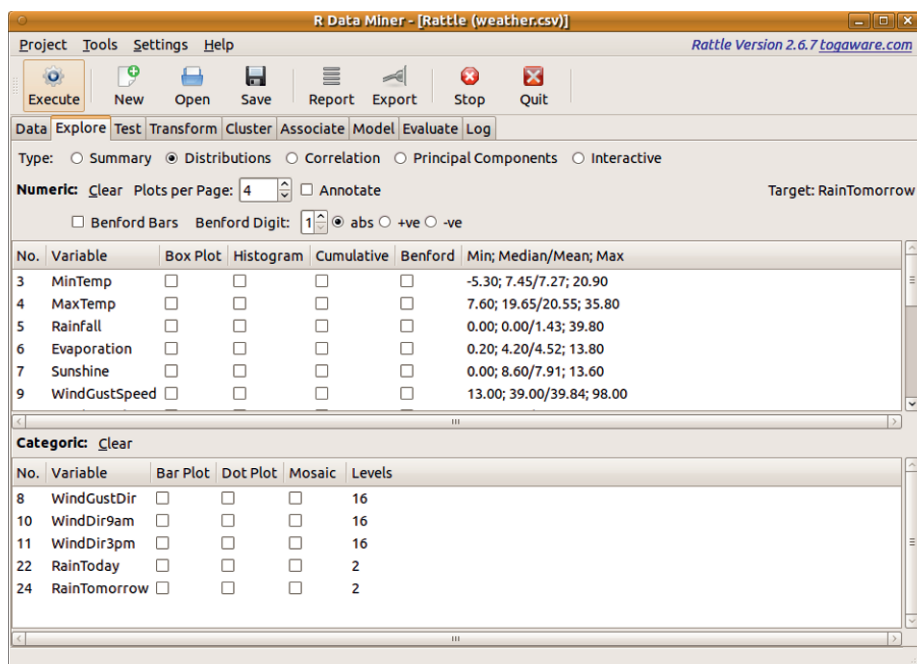 R Data Miner - [Rattle (weather.csv)]
Project Tools Settings Help Rattle Version 2.6.7 togaware.com
Execute New Open Save Report Export Stop Quit
Data Explore Test Transform Cluster Associate Model Evaluate Log
Type: Summary Distributions Correlation Principal Components Interactive
Numeric: Clear Plots per Page: 4 Annotate Target: RainTomorrow
Benford Bars Benford Digit: 1 abs +ve -ve
No. Variable Box Plot Histogram Cumulative Benford Min; Median/Mean; Max
3 MinTemp -5.30; 7.45/7.27; 20.90
4 MaxTemp 7.60; 19.65/20.55; 35.80
5 Rainfall 0.00; 0.00/1.43; 39.80
6 Evaporation 0.20; 4.20/4.52; 13.80
7 Sunshine 0.00; 8.60/7.91; 13.60
9 WindGustSpeed 13.00; 39.00/39.84; 98.00
Categoric: Clear
No. Variable Bar Plot Dot Plot Mosaic Levels
8 WindGustDir 16
10 WindDir9am 16
11 WindDir3pm 16
22 RainToday 2
24 RainTomorrow 2